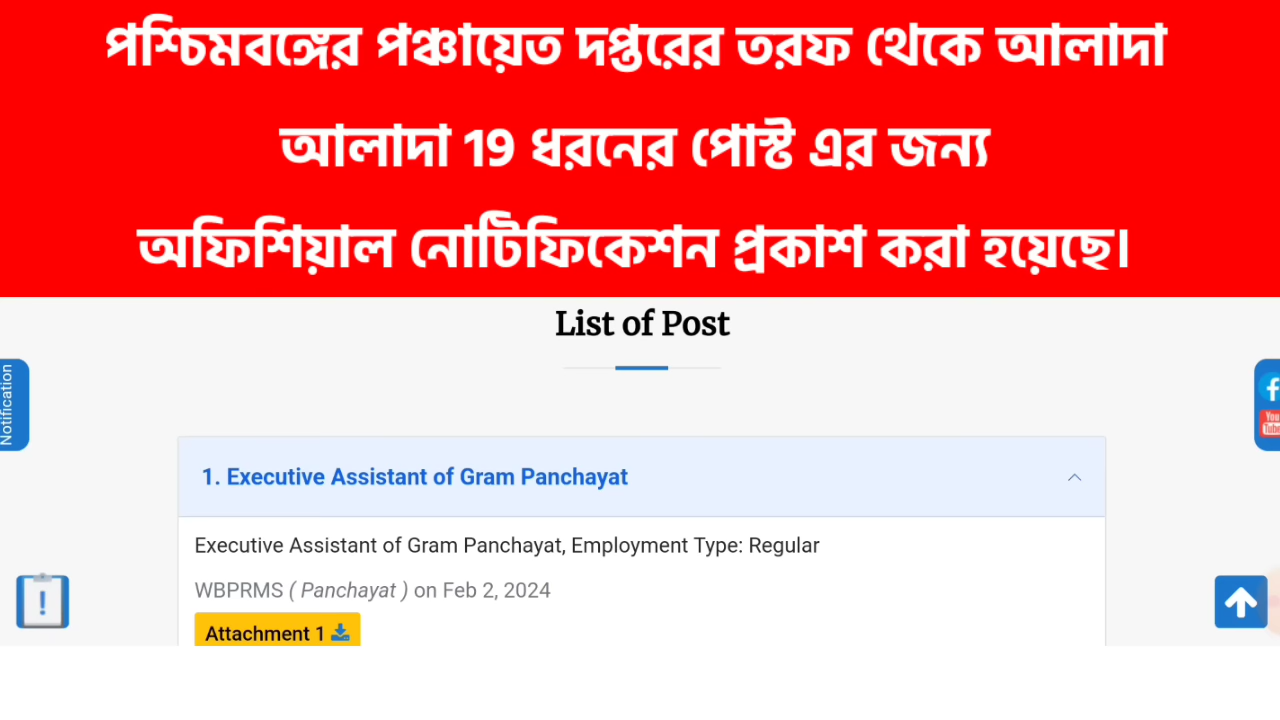 পশ্চিমবঙ্গের পঞ্চায়েত দপ্তরের তরফ থেকে আলাদা
আলাদা 19 ধরনের পোস্ট এর জন্য
অফিশিয়াল নোটিফিকেশন প্রকাশ করা হয়েছে।
List of Post
Notification
You
Tube
1. Executive Assistant of Gram Panchayat
Executive Assistant of Gram Panchayat, Employment Type: Regular
WBPRMS ( Panchayat ) on Feb 2, 2024
Attachment 1